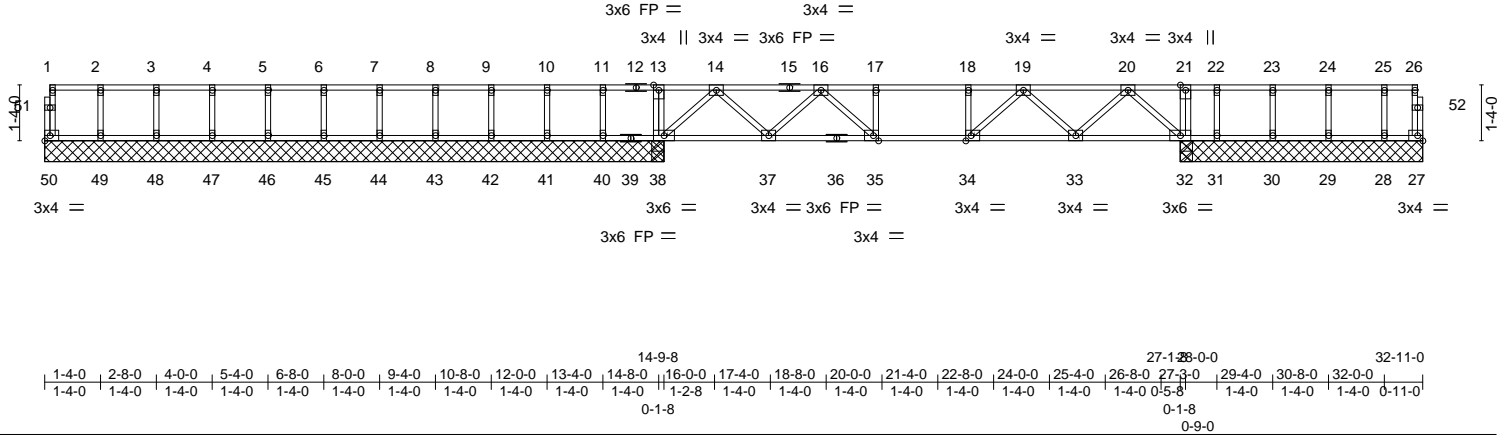 3x6 FP = 3x4 =
3x4 || 3x4 = 3x6 FP = 3x4 = 3x4 = 3x4 ||
1 2 3 4 5 6 7 8 9 10 11 12 13 14 15 16 17 18 19 20 21 22 23 24 25 26
1-4-0 51 52 1-4-0
50 49 48 47 46 45 44 43 42 41 40 39 38 37 36 35 34 33 32 31 30 29 28 27
3x4 = 3x6 = 3x4 = 3x6 FP = 3x4 = 3x4 = 3x6 = 3x4 =
3x6 FP = 3x4 =
14-9-8 27-1-8 28-0-0 32-11-0
1-4-0 2-8-0 4-0-0 5-4-0 6-8-0 8-0-0 9-4-0 10-8-0 12-0-0 13-4-0 14-8-0 16-0-0 17-4-0 18-8-0 20-0-0 21-4-0 22-8-0 24-0-0 25-4-0 26-8-0 27-3-0 29-4-0 30-8-0 32-0-0
1-4-0 1-4-0 1-4-0 1-4-0 1-4-0 1-4-0 1-4-0 1-4-0 1-4-0 1-4-0 1-4-0 1-2-8 1-4-0 1-4-0 1-4-0 1-4-0 1-4-0 1-4-0 1-4-0 1-4-0 0-5-8 1-4-0 1-4-0 1-4-0 0-11-0
0-1-8 0-1-8
0-9-0